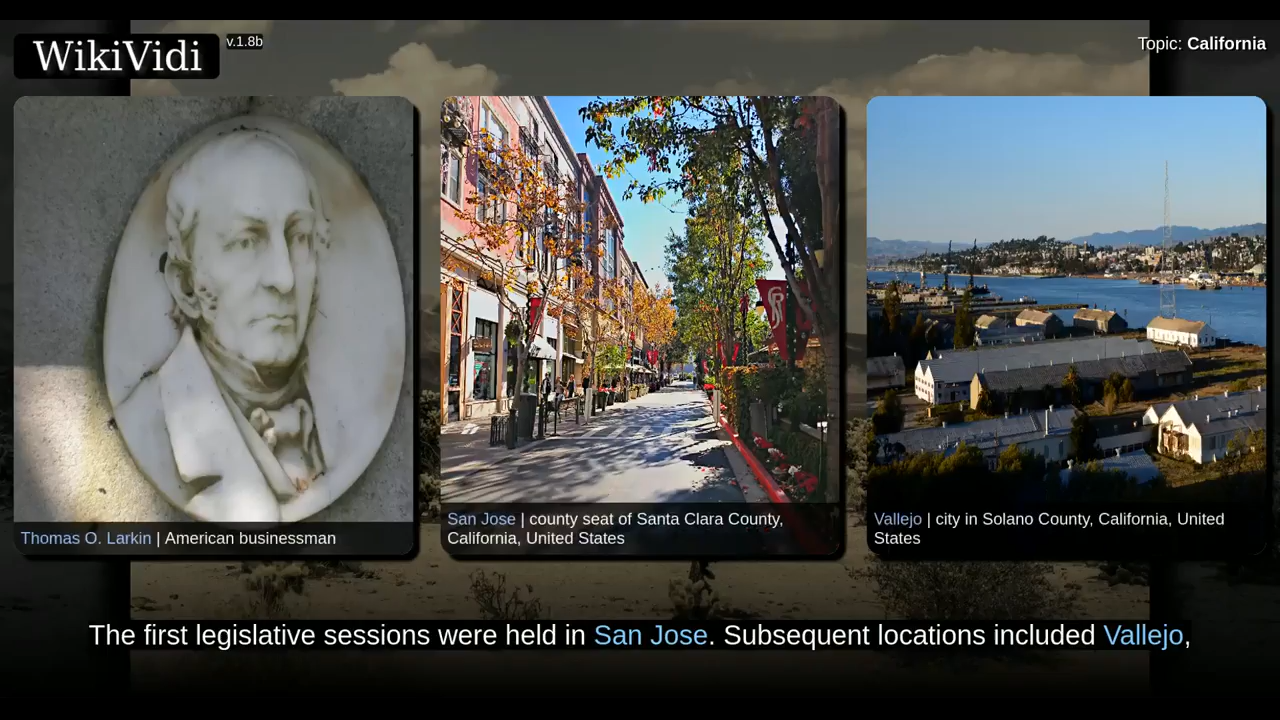 WikiVidi v.1.8b
Topic: California
Thomas O. Larkin | American businessman
San Jose | county seat of Santa Clara County,
California, United States
Vallejo | city in Solano County, California, United
States
The first legislative sessions were held in San Jose. Subsequent locations included Vallejo,